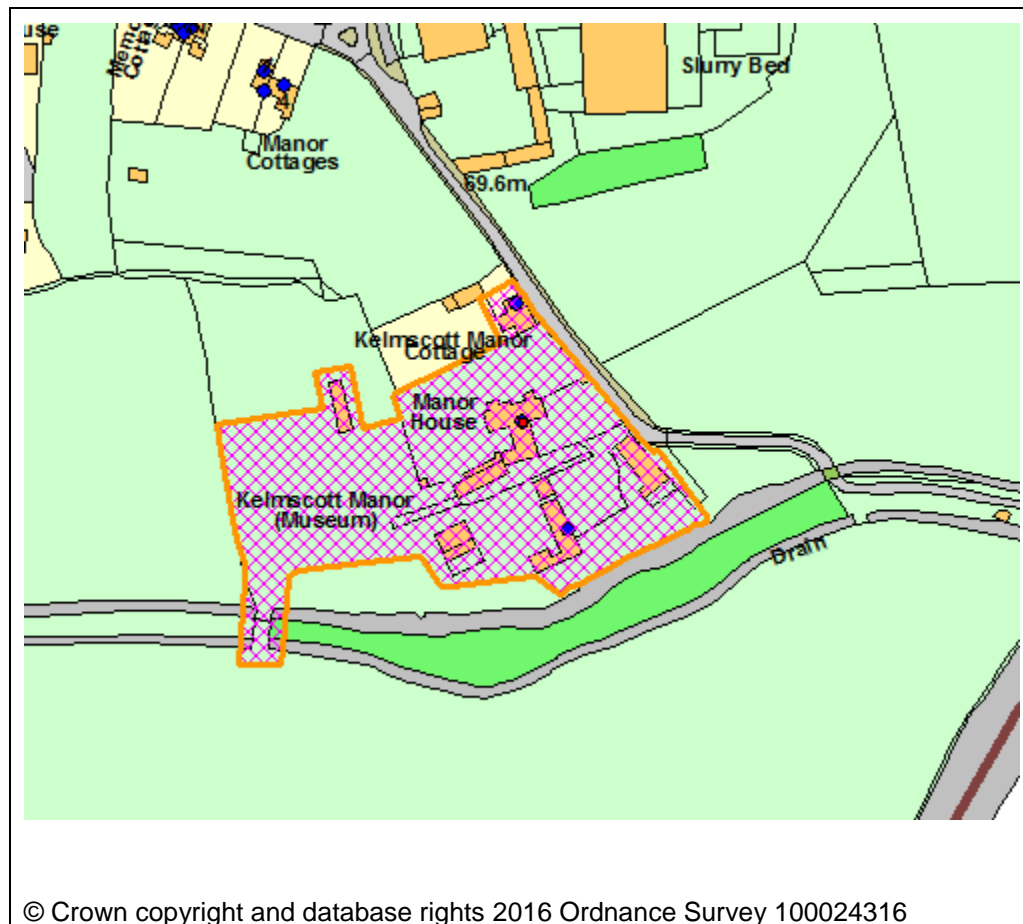 Slurry Bed
4
Manor
Cottages
69.6m
Kelmscott Manor
Cottage
Manor
House
Kelmscott Manor
(Museum)
Drain
© Crown copyright and database rights 2016 Ordnance Survey 100024316